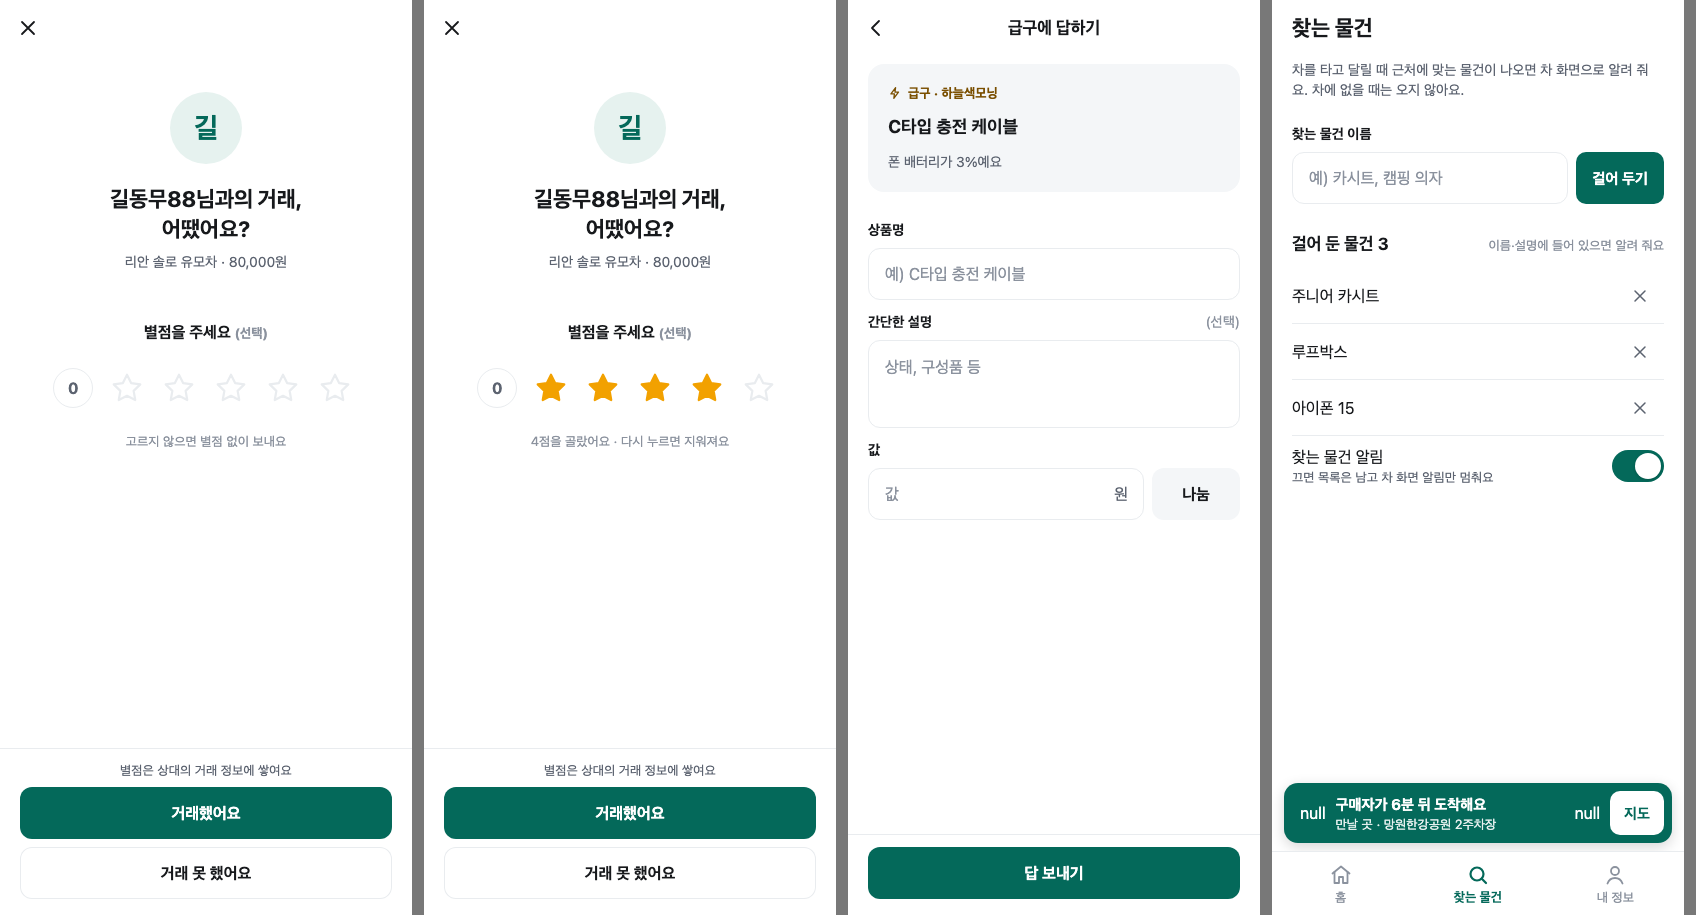 길
길동무88님과의 거래,
어땠어요?
리안 솔로 유모차 · 80,000원
별점을 주세요 (선택)
0
고르지 않으면 별점 없이 보내요
별점은 상대의 거래 정보에 쌓여요
거래했어요
거래 못 했어요
길
길동무88님과의 거래,
어땠어요?
리안 솔로 유모차 · 80,000원
별점을 주세요 (선택)
0
4점을 골랐어요 · 다시 누르면 지워져요
별점은 상대의 거래 정보에 쌓여요
거래했어요
거래 못 했어요
급구에 답하기
급구 · 하늘색모닝
C타입 충전 케이블
폰 배터리가 3%예요
상품명
예) C타입 충전 케이블
간단한 설명 (선택)
상태, 구성품 등
값
값 원 나눔
답 보내기
찾는 물건
차를 타고 달릴 때 근처에 맞는 물건이 나오면 차 화면으로 알려 줘
요. 차에 없을 때는 오지 않아요.
찾는 물건 이름
예) 카시트, 캠핑 의자 걸어 두기
걸어 둔 물건 3 이름·설명에 들어 있으면 알려 줘요
주니어 카시트
루프박스
아이폰 15
찾는 물건 알림
끄면 목록은 남고 차 화면 알림만 멈춰요
null 구매자가 6분 뒤 도착해요 null 지도
만날 곳 · 망원한강공원 2주차장
홈 찾는 물건 내 정보